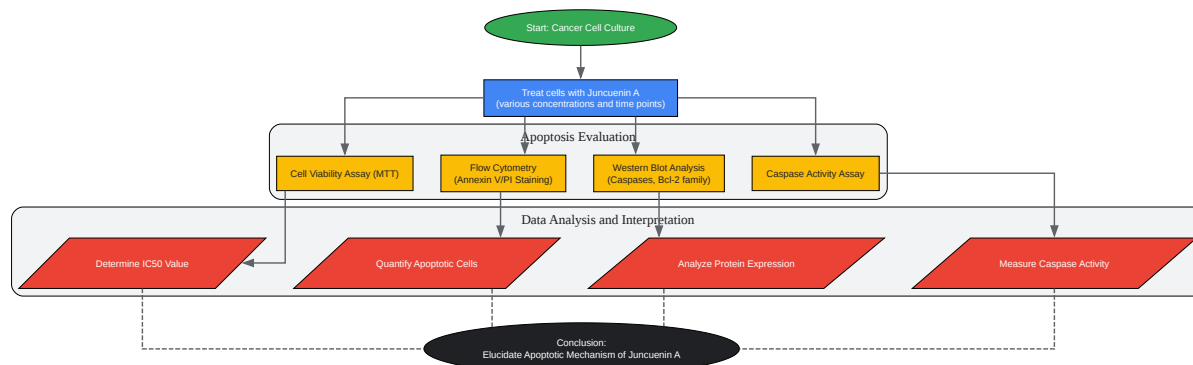 Start: Cancer Cell Culture
Treat cells with Juncuenin A
(various concentrations and time points)
Apoptosis Evaluation
Cell Viability Assay (MTT)
Flow Cytometry
(Annexin V/PI Staining)
Western Blot Analysis
(Caspases, Bcl-2 family)
Caspase Activity Assay
Data Analysis and Interpretation
Determine IC50 Value
Quantify Apoptotic Cells
Analyze Protein Expression
Measure Caspase Activity
Conclusion:
Elucidate Apoptotic Mechanism of Juncuenin A